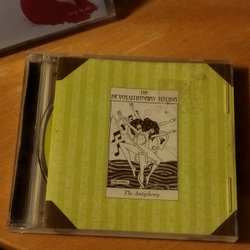 THE
REVOLUTIONARY HYDRA
The Antiphony